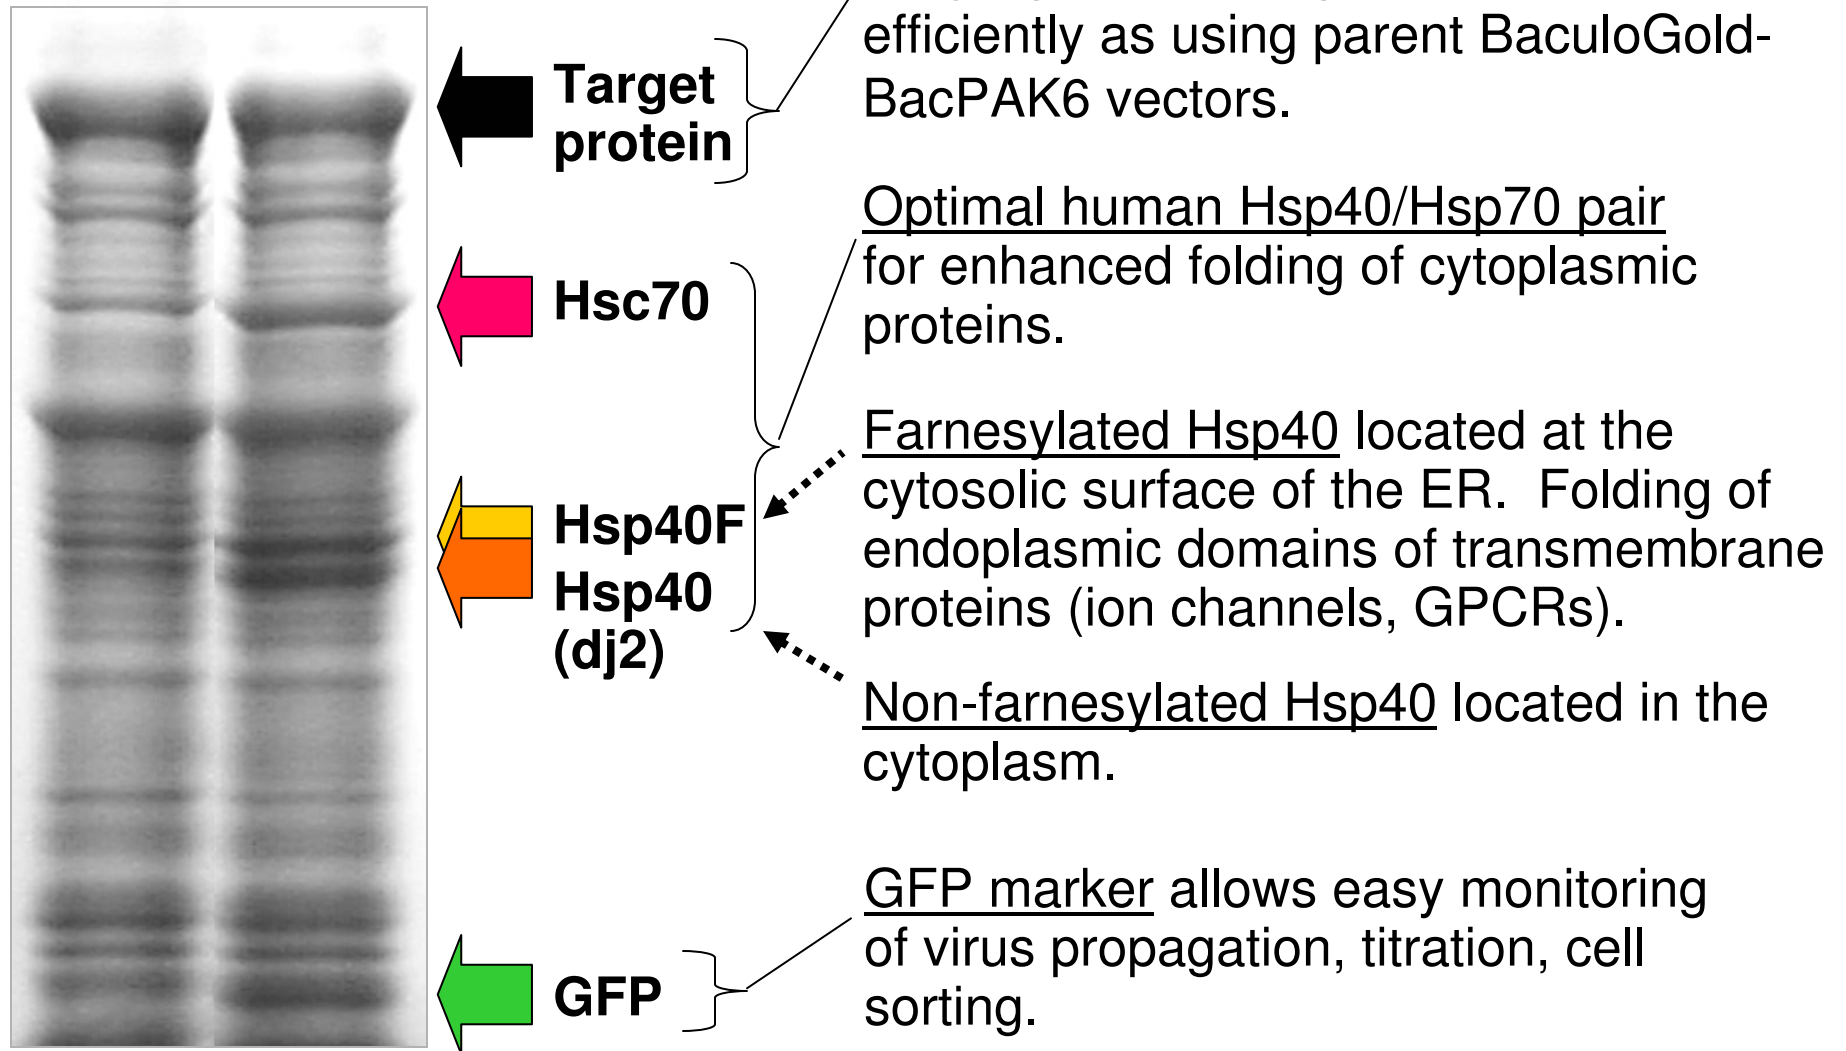 Target
protein
Hsc70
Hsp40F
Hsp40
(dj2)
GFP
efficiently as using parent BaculoGold-
BacPAK6 vectors.
Optimal human Hsp40/Hsp70 pair
for enhanced folding of cytoplasmic
proteins.
Farnesylated Hsp40 located at the
cytosolic surface of the ER. Folding of
endoplasmic domains of transmembrane
proteins (ion channels, GPCRs).
Non-farnesylated Hsp40 located in the
cytoplasm.
GFP marker allows easy monitoring
of virus propagation, titration, cell
sorting.